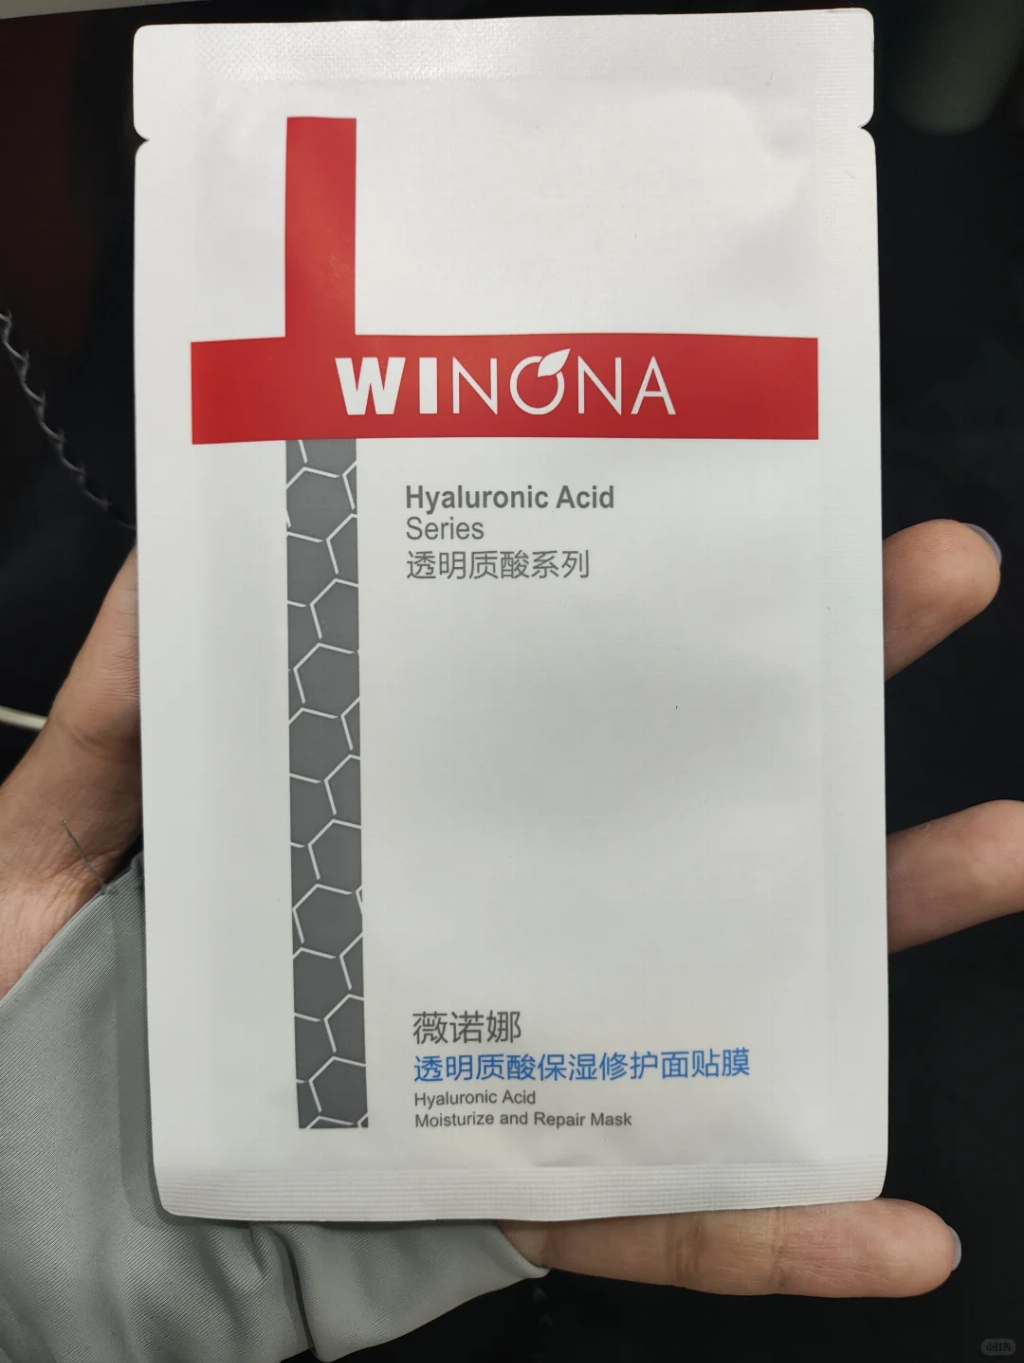 WINONA
Hyaluronic Acid
Series
透明质酸系列
薇诺娜
透明质酸保湿修护面贴膜
Hyaluronic Acid
Moisturize and Repair Mask